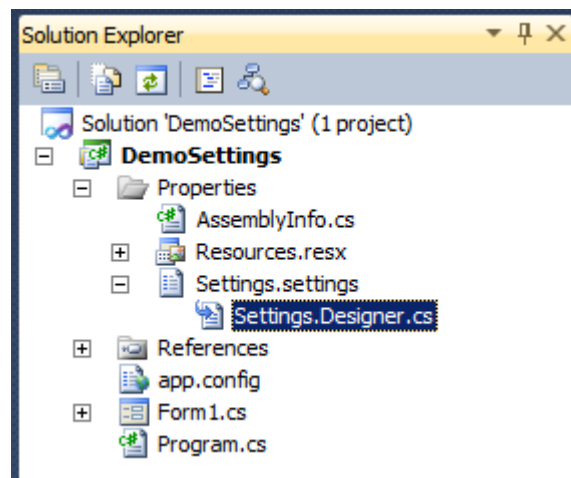 Solution Explorer
Solution 'DemoSettings' (1 project)
DemoSettings
Properties
AssemblyInfo.cs
Resources.resx
Settings.settings
Settings.Designer.cs
References
app.config
Form1.cs
Program.cs